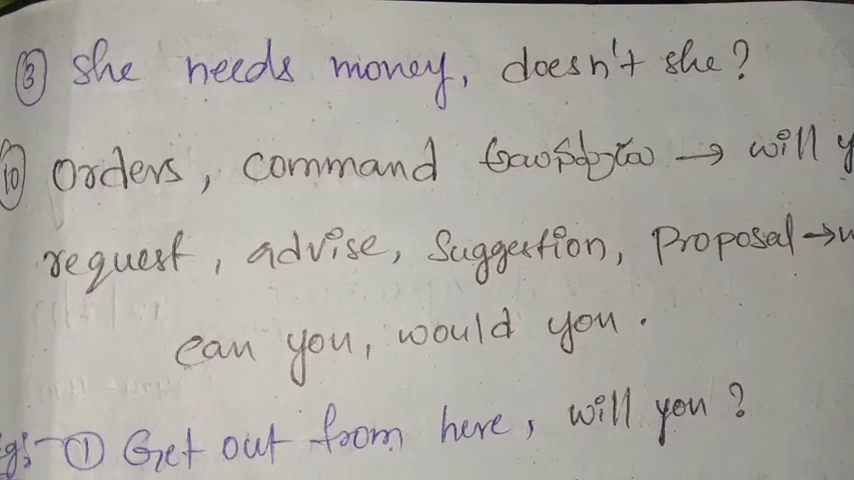 ③ She needs money, doesn't she?
⑩ Orders, command → will
request, advise, Suggestion, Proposal →
can you, would you.
① Get out from here, will you?